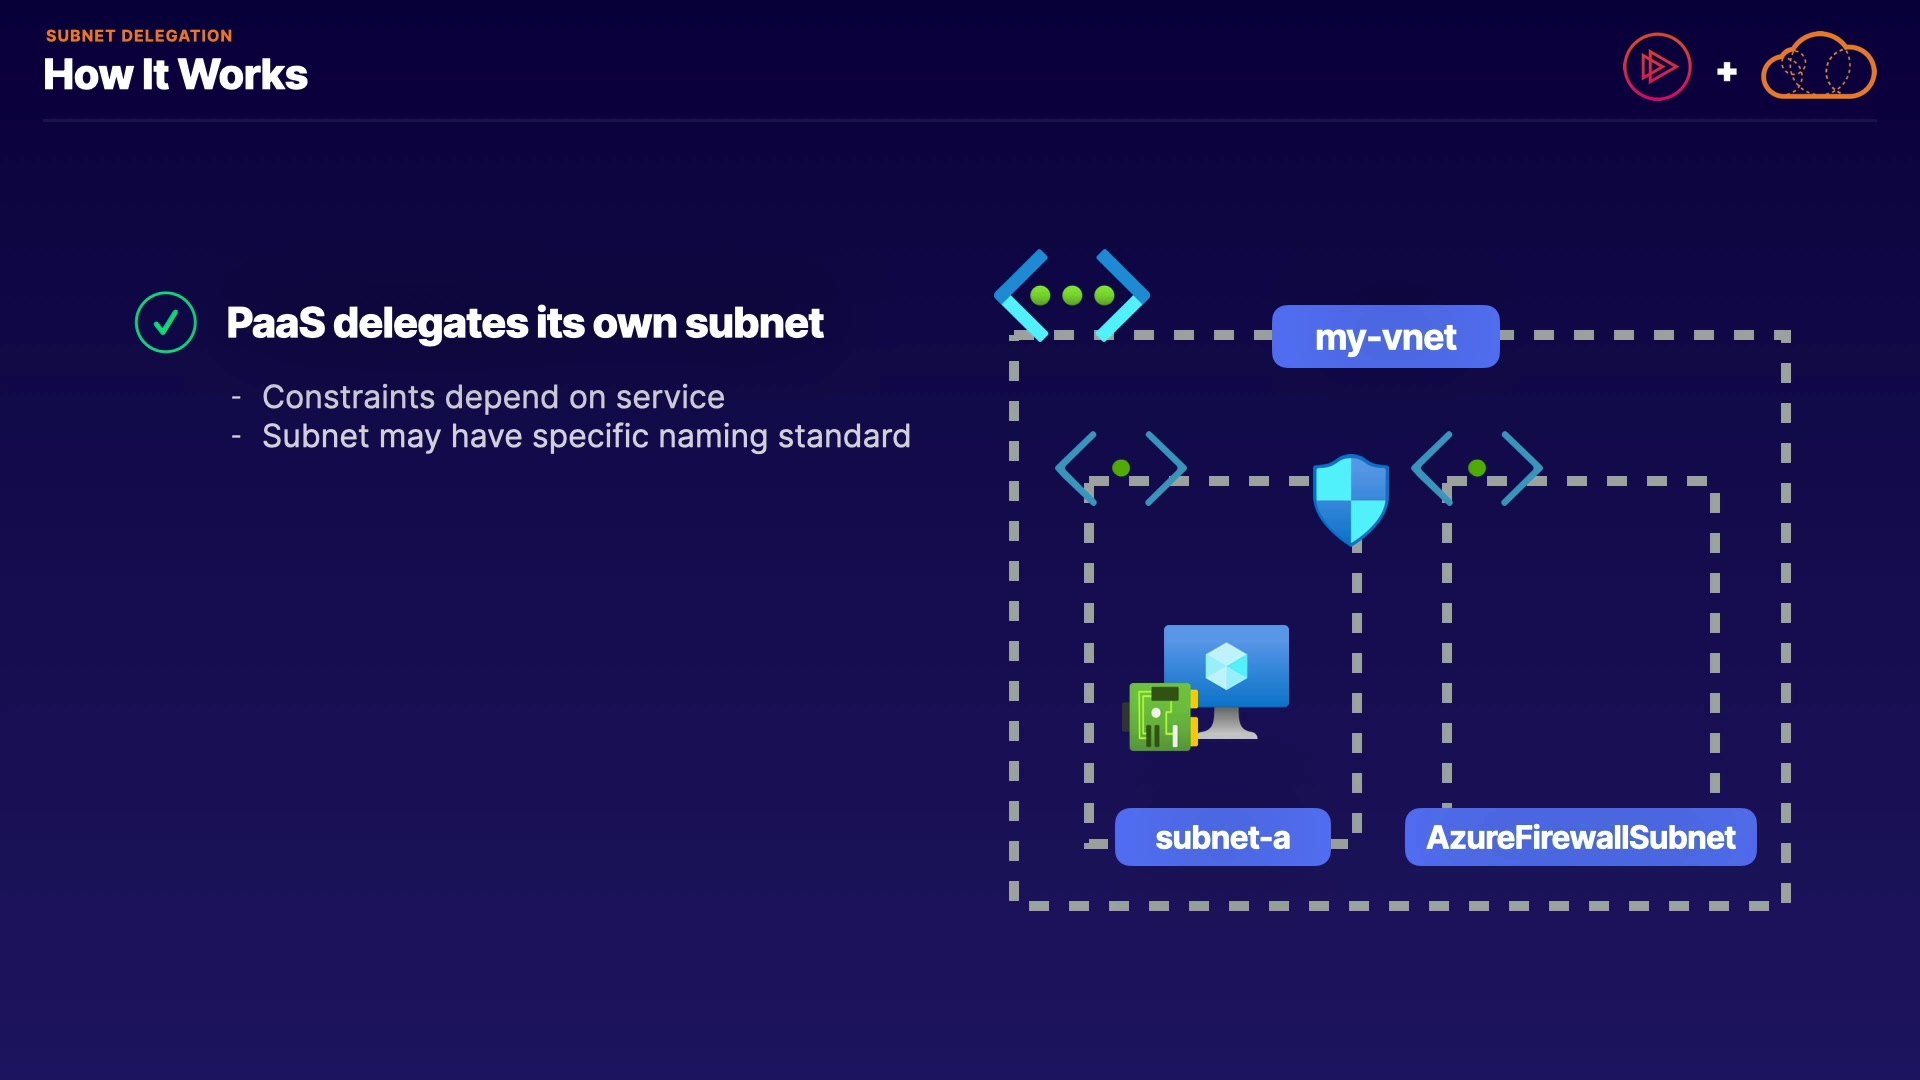 SUBNET DELEGATION
How It Works
PaaS delegates its own subnet
- Constraints depend on service
- Subnet may have specific naming standard
my-vnet
subnet-a
AzureFirewallSubnet